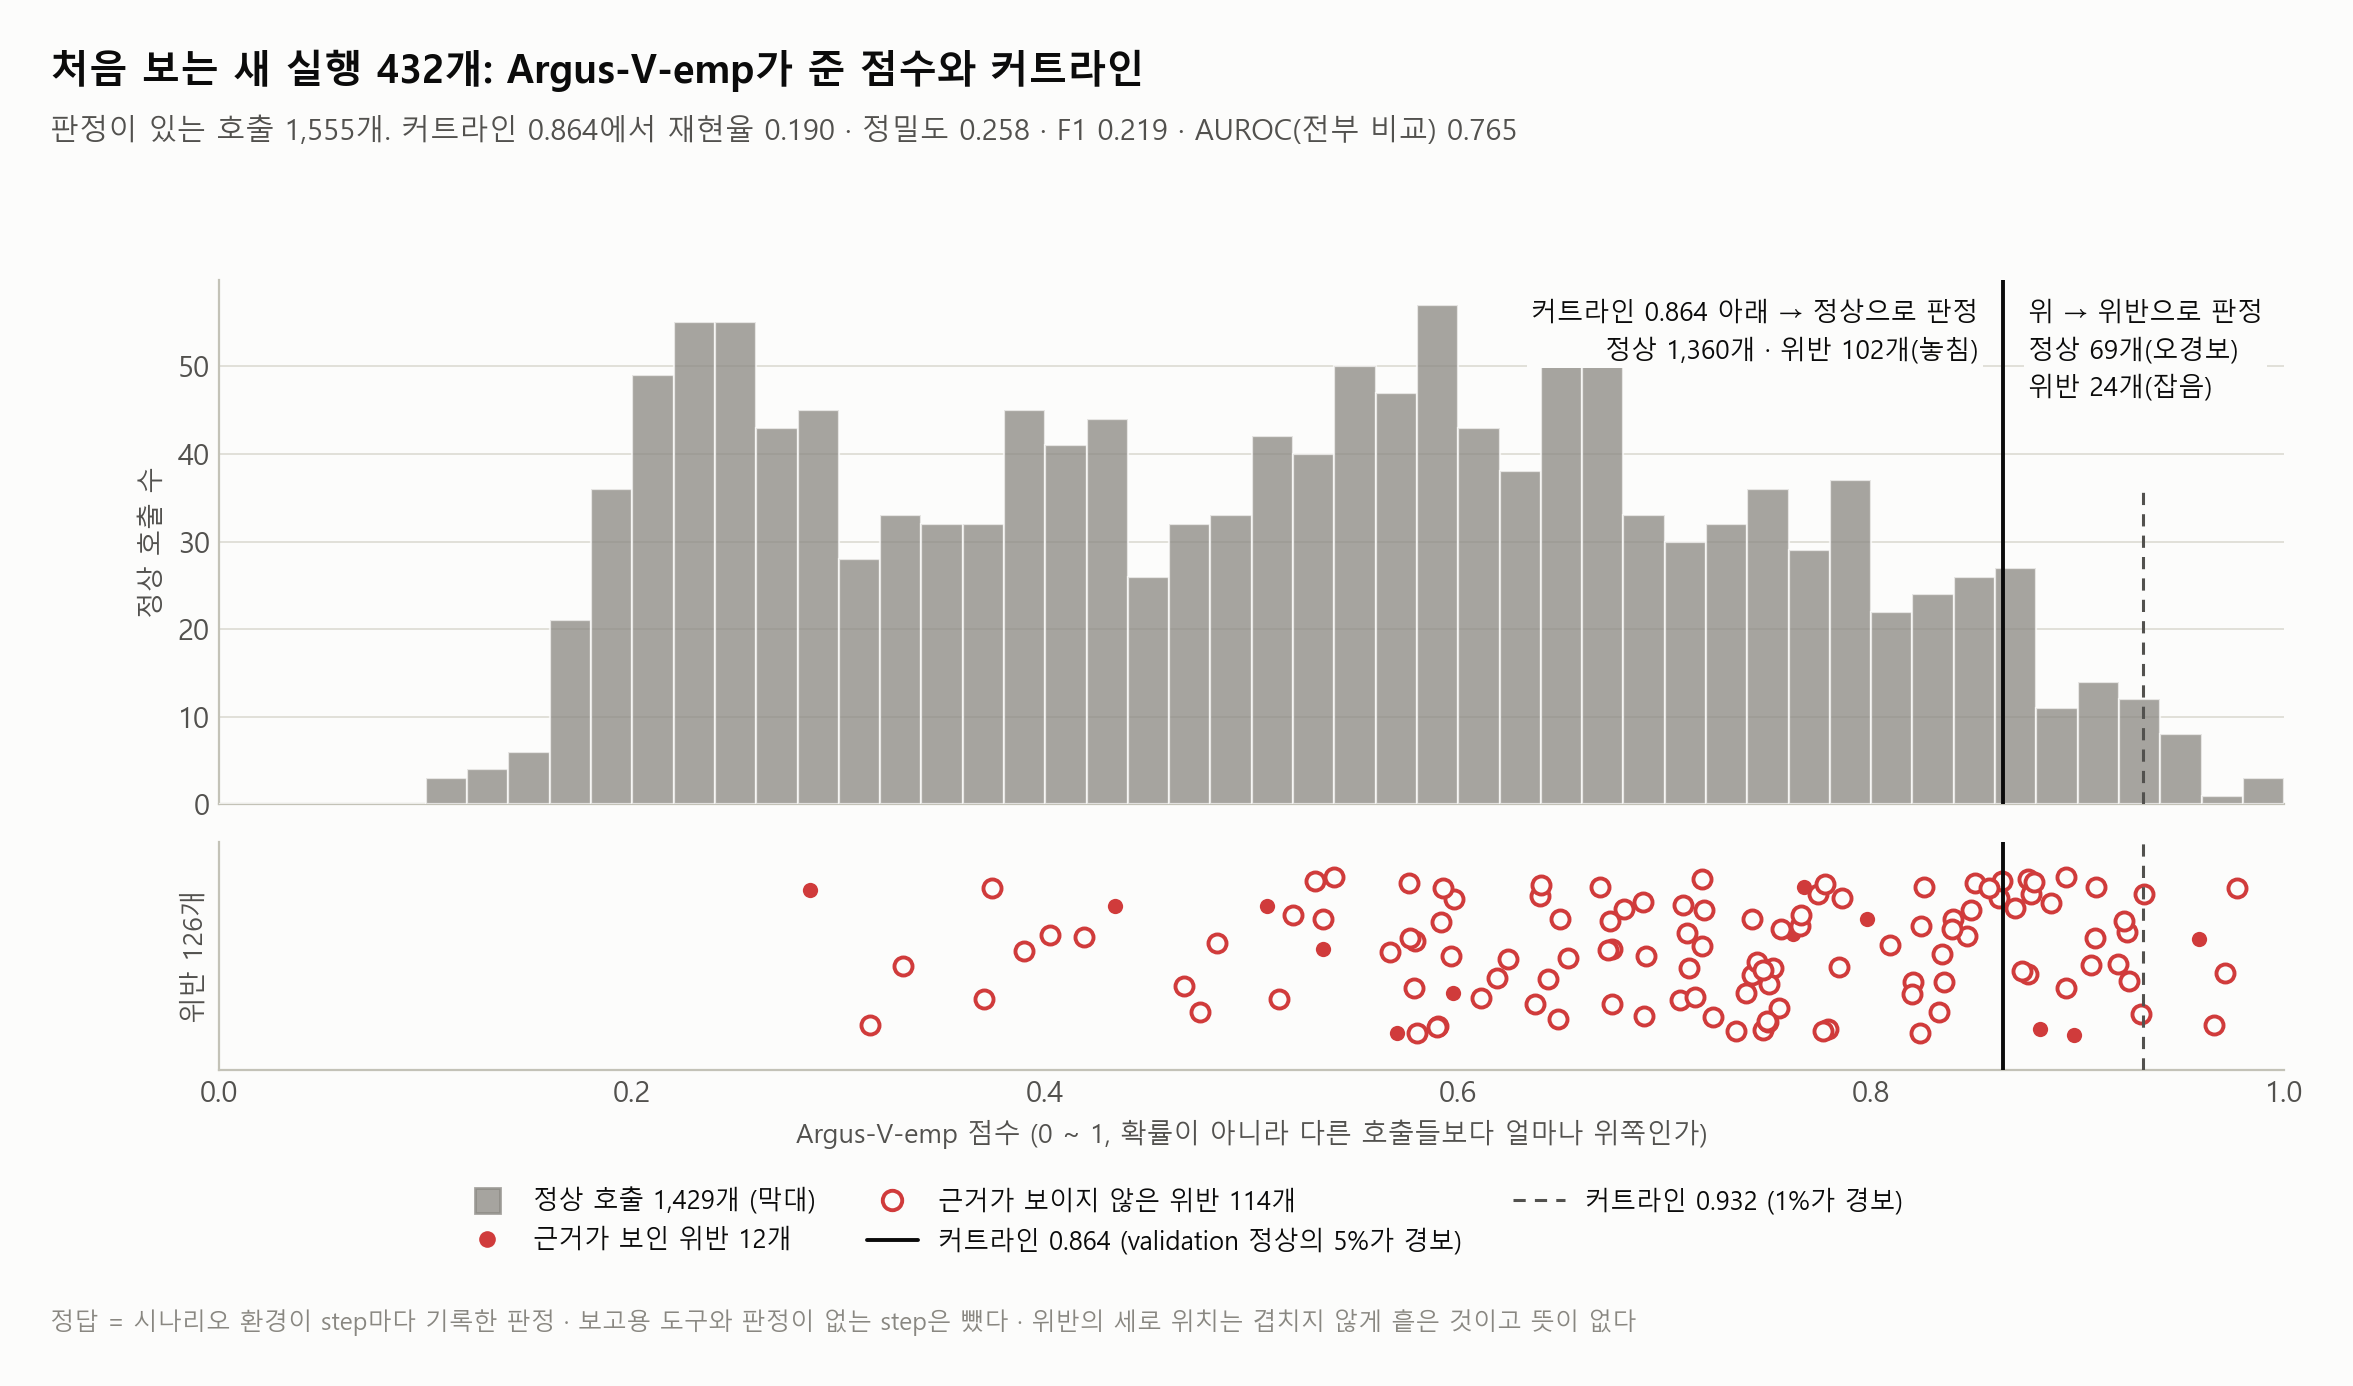 처음 보는 새 실행 432개: Argus-V-emp가 준 점수와 커트라인
판정이 있는 호출 1,555개. 커트라인 0.864에서 재현율 0.190 · 정밀도 0.258 · F1 0.219 · AUROC(전부 비교) 0.765
커트라인 0.864 아래 → 정상으로 판정
정상 1,360개 · 위반 102개(놓침)
위 → 위반으로 판정
정상 69개(오경보)
위반 24개(잡음)
정상 호출 수
50
40
30
20
10
0
위반 126개
0.0
0.2
0.4
0.6
0.8
1.0
Argus-V-emp 점수 (0 ~ 1, 확률이 아니라 다른 호출들보다 얼마나 위쪽인가)
정상 호출 1,429개 (막대)
근거가 보인 위반 12개
근거가 보이지 않은 위반 114개
커트라인 0.864 (validation 정상의 5%가 경보)
커트라인 0.932 (1%가 경보)
정답 = 시나리오 환경이 step마다 기록한 판정 · 보고용 도구와 판정이 없는 step은 뺐다 · 위반의 세로 위치는 겹치지 않게 흩은 것이고 뜻이 없다